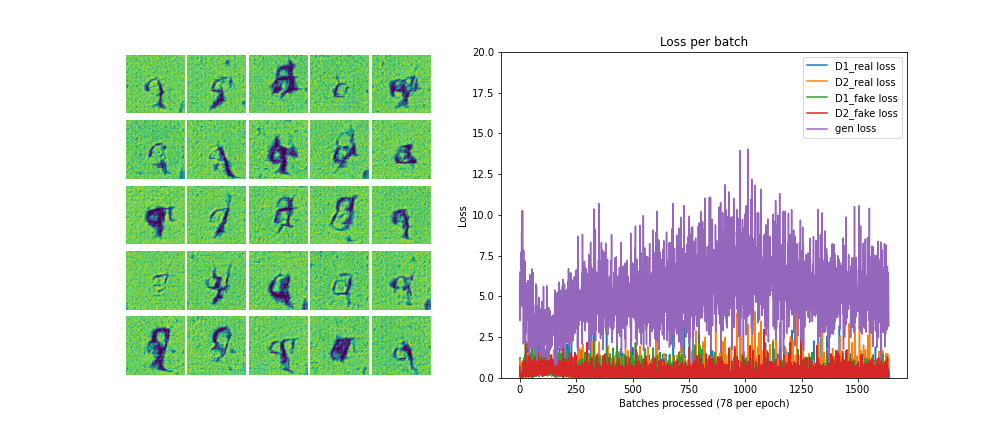 Loss per batch
20.0
17.5
15.0
12.5
10.0
7.5
5.0
2.5
0.0
Loss
D1_real loss
D2_real loss
D1_fake loss
D2_fake loss
gen loss
0 250 500 750 1000 1250 1500
Batches processed (78 per epoch)